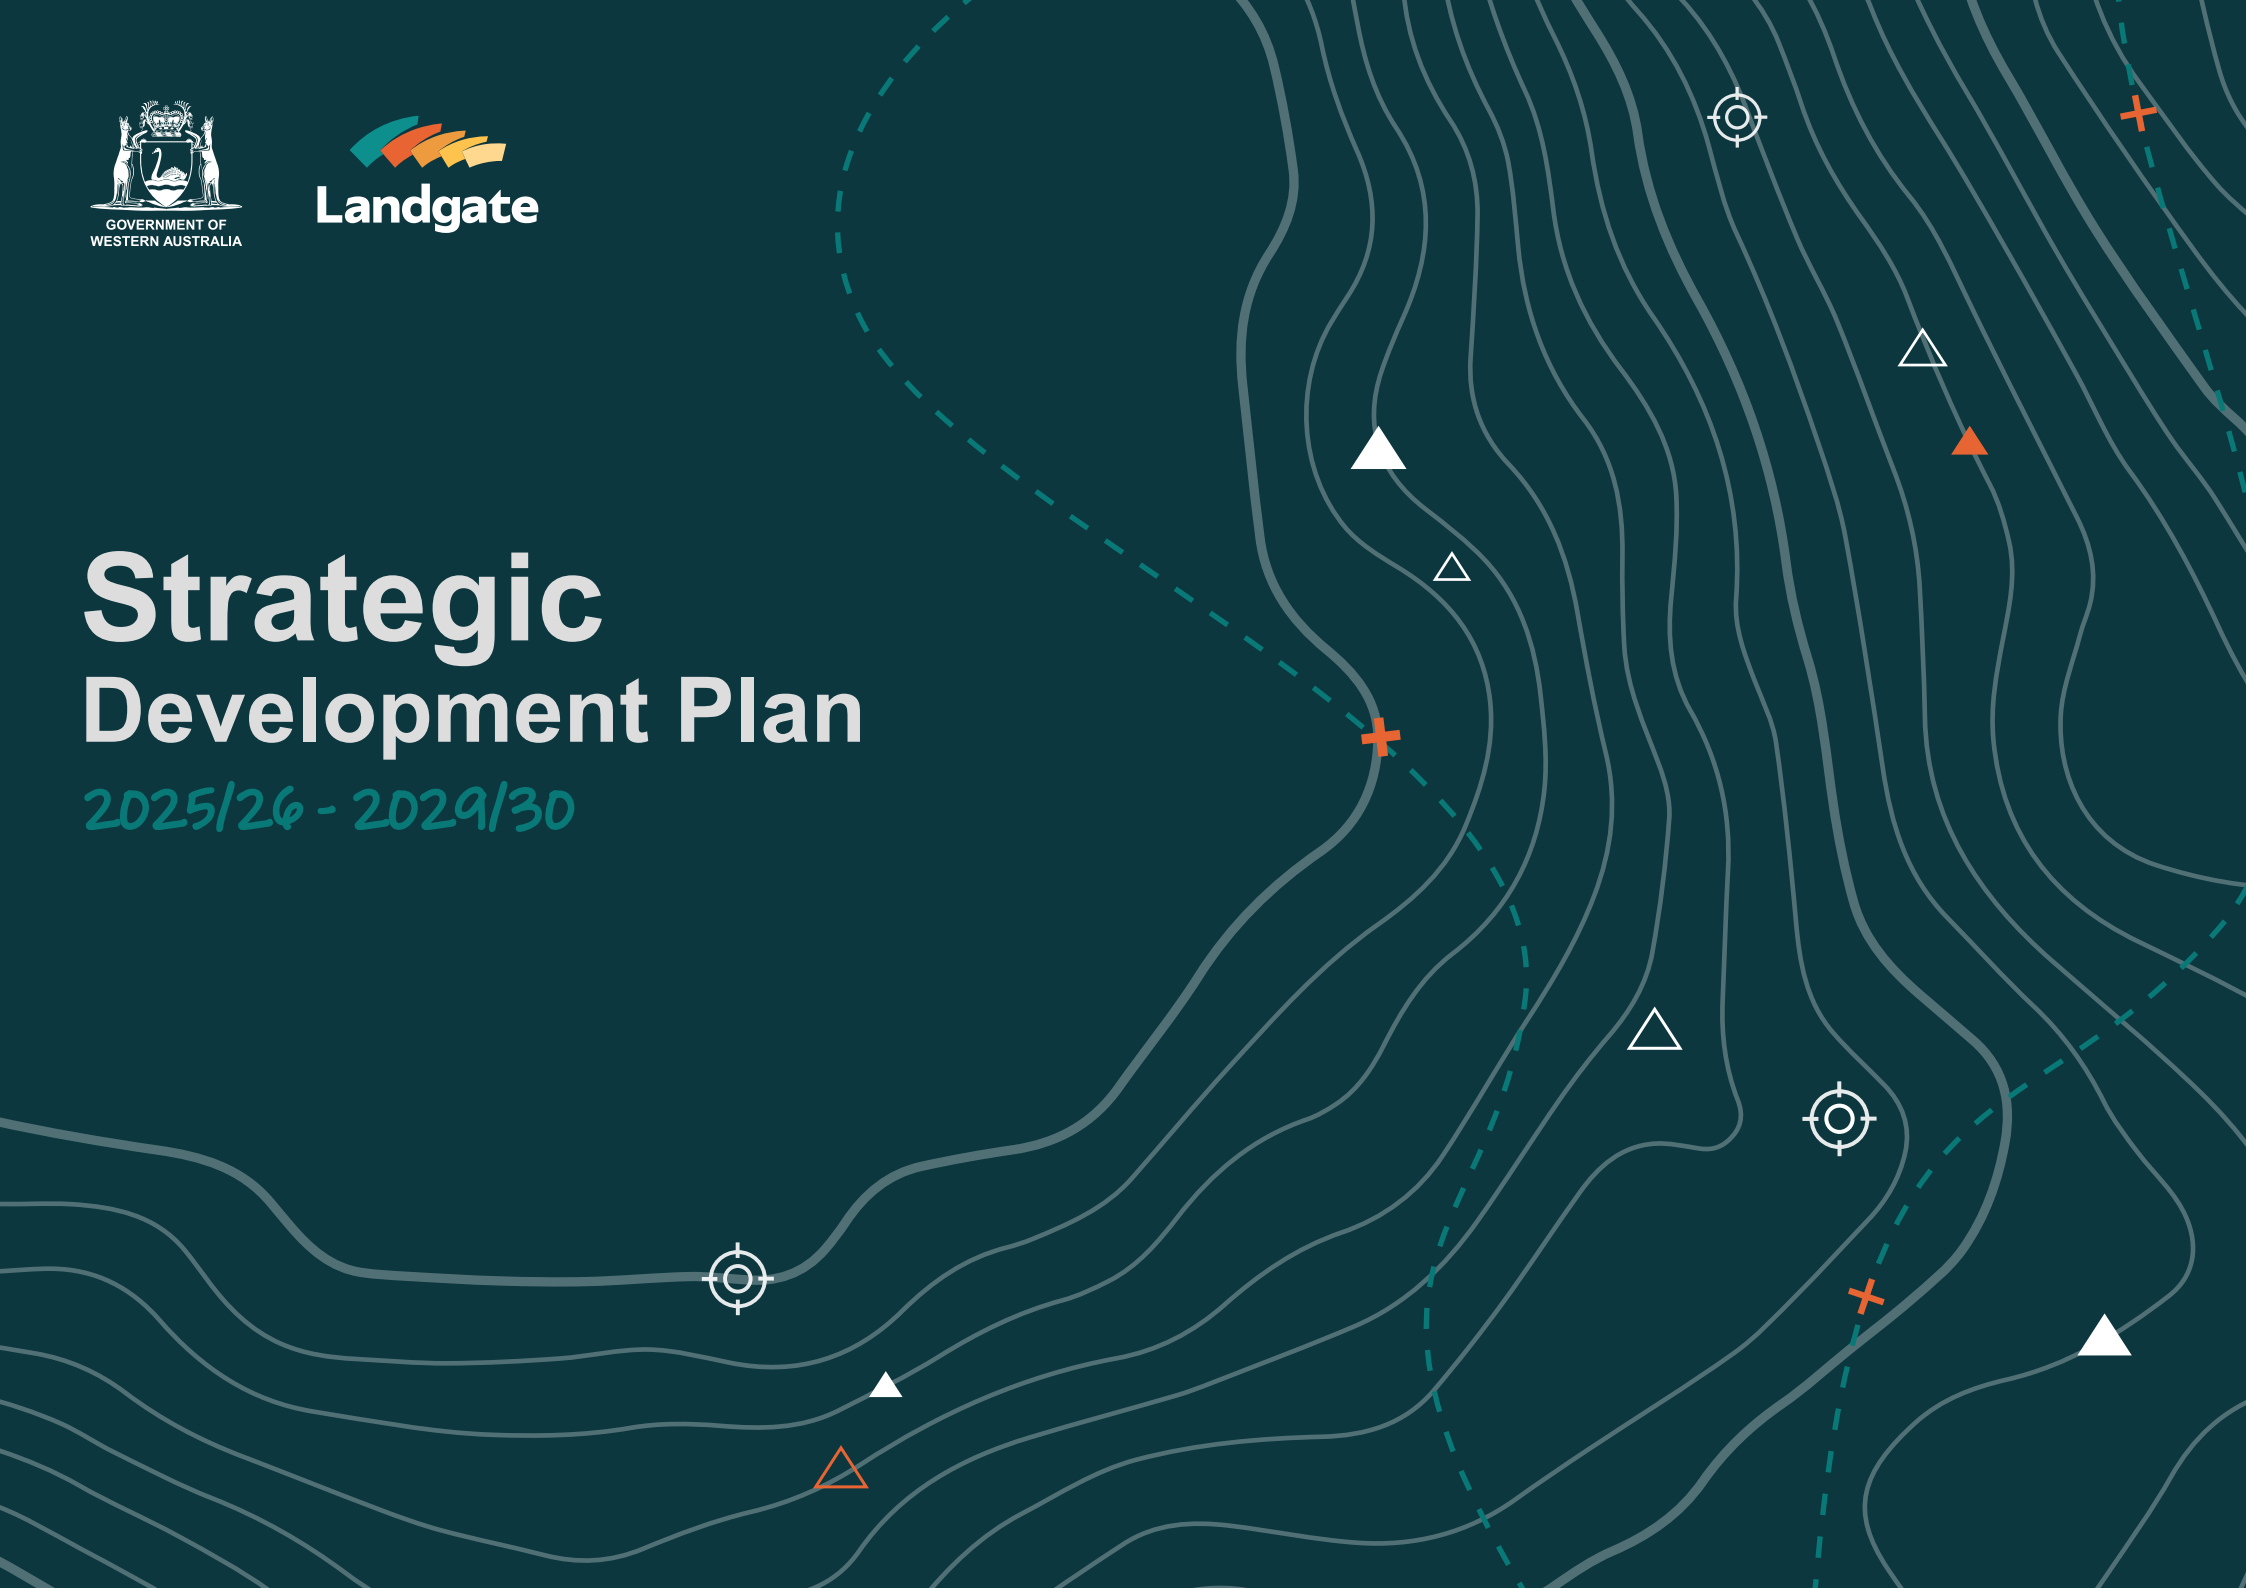 GOVERNMENT OF
WESTERN AUSTRALIA
Landgate
Strategic
Development Plan
2025/26 - 2029/30